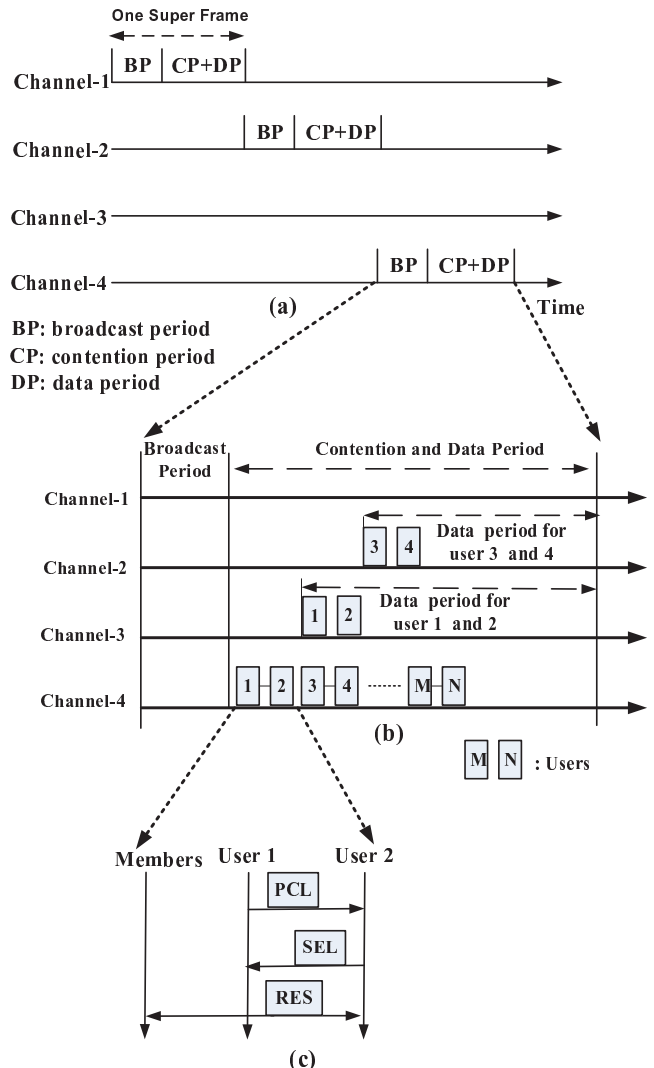 One Super Frame
BP CP+DP
Channel-1
BP CP+DP
Channel-2
Channel-3
BP CP+DP
Channel-4
(a)
Time
BP: broadcast period
CP: contention period
DP: data period
Broadcast
Period
Contention and Data Period
Channel-1
3 4
Data period for
user 3 and 4
Channel-2
1 2
Data period for
user 1 and 2
Channel-3
1 2 3 4 ........ M N
Channel-4
(b)
M N : Users
Members User 1 User 2
PCL
SEL
RES
(c)